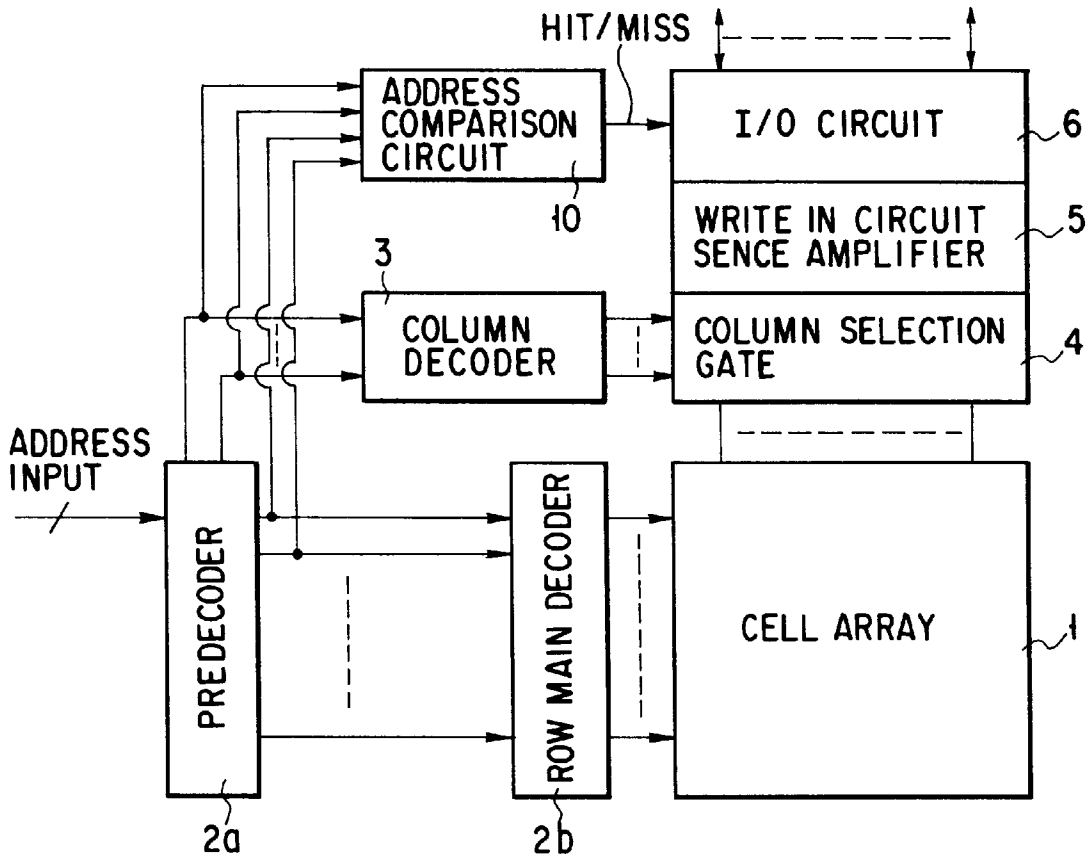 HIT/MISS
ADDRESS
COMPARISON
CIRCUIT
10
I/O CIRCUIT
6
WRITE IN CIRCUIT
SENCE AMPLIFIER
5
3
COLUMN
DECODER
COLUMN SELECTION
GATE
4
ADDRESS
INPUT
PREDECODER
2a
ROW MAIN DECODER
2b
CELL ARRAY
1